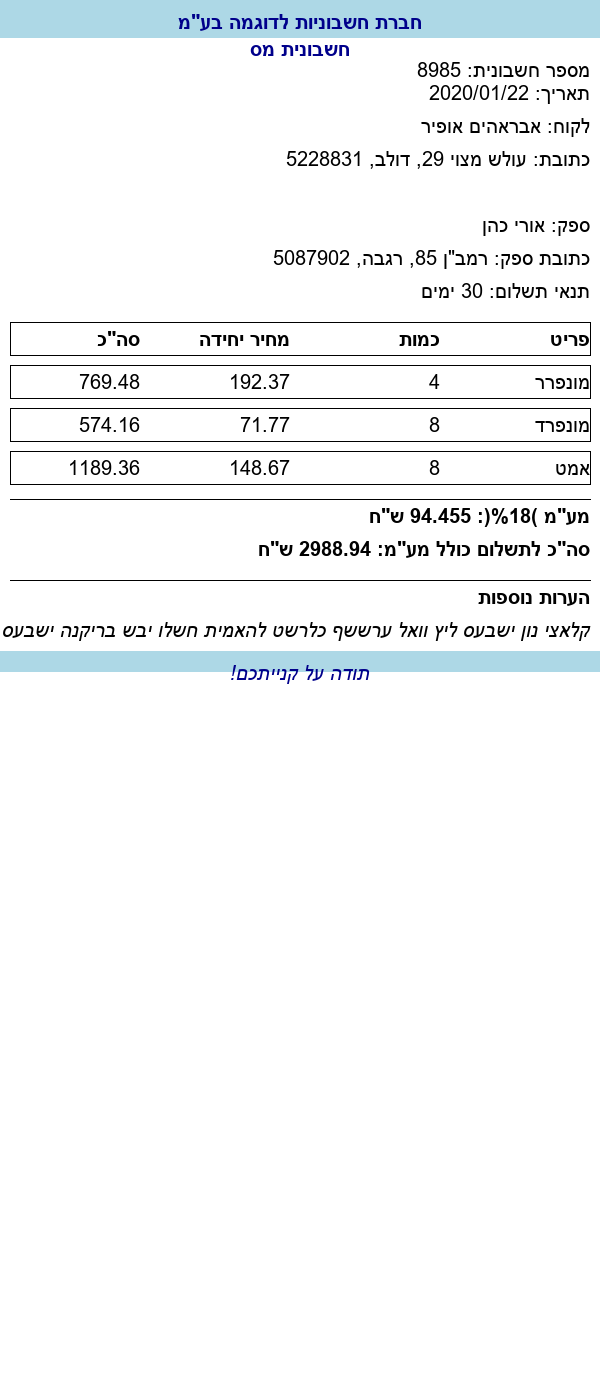 חברת חשבוניות לדוגמה בע"מ
חשבונית מס
מספר חשבונית: 8985
תאריך: 2020/01/22
לקוח: אבראהים אופיר
כתובת: עולש מצוי 29, דולב, 5228831
ספק: אורי כהן
כתובת ספק: רמב"ן 85, רגבה, 5087902
תנאי תשלום: 30 ימים
פריט כמות מחיר יחידה סה"כ
מונפרר 4 192.37 769.48
מונפרד 8 71.77 574.16
אמט 8 148.67 1189.36
מע"מ )18%(: 94.455 ש"ח
סה"כ לתשלום כולל מע"מ: 2988.94 ש"ח
הערות נוספות
קלאצי נון ישבעס ליץ וואל ערששף כלרשט להאמית חשלו יבש בריקנה ישבעס
תודה על קנייתכם!